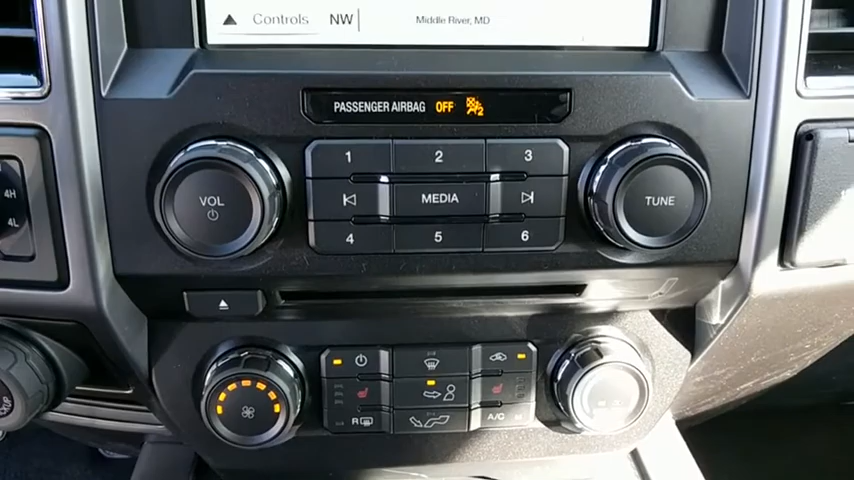 Controls NW Middle River, MD
PASSENGER AIRBAG OFF 2
1 2 3
VOL MEDIA TUNE
4 5 6
4H
4L
R A/C